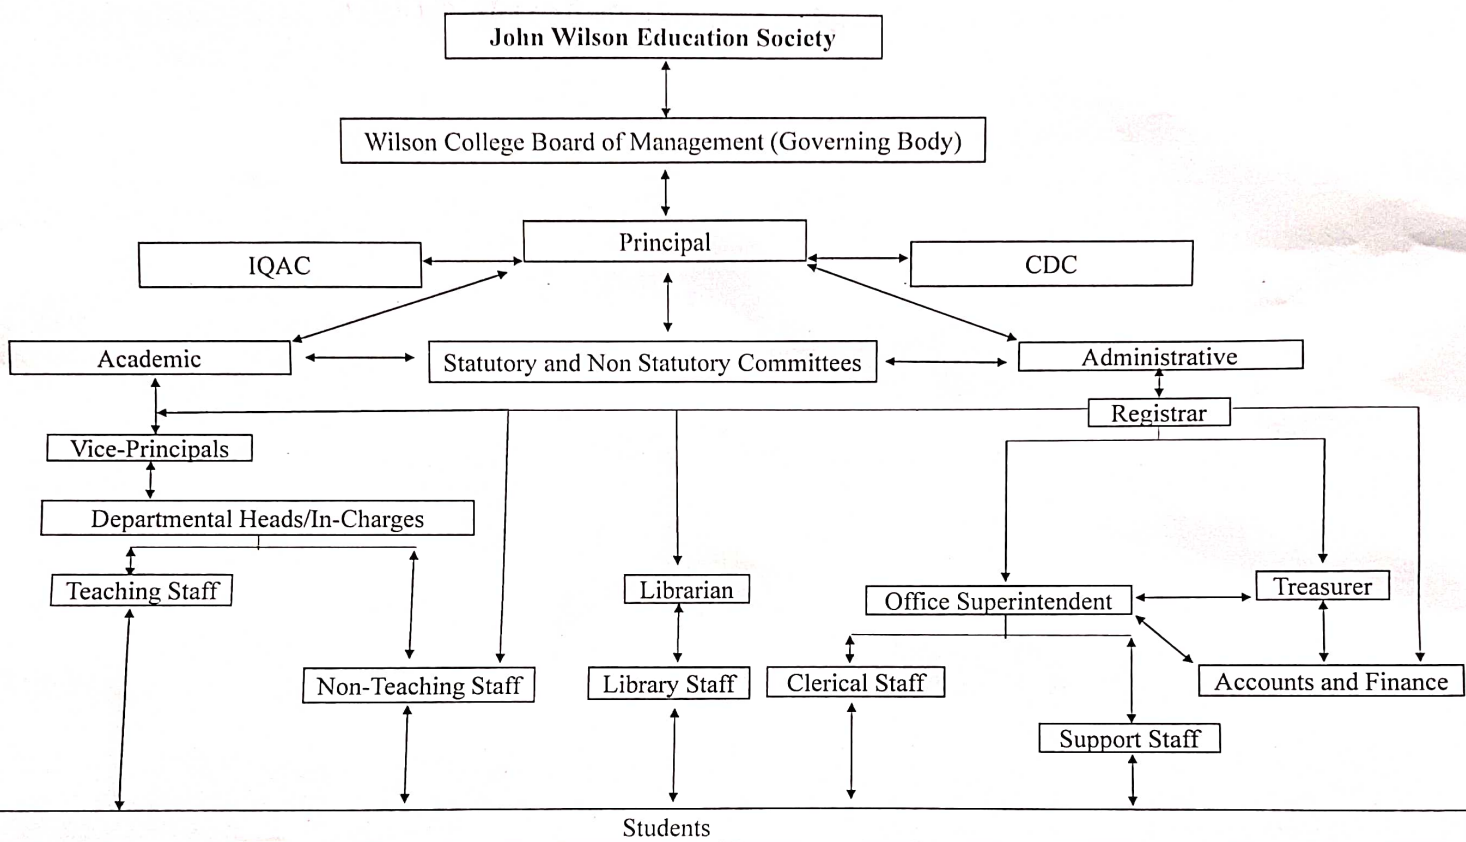 John Wilson Education Society
Wilson College Board of Management (Governing Body)
Principal
IQAC
CDC
Academic
Statutory and Non Statutory Committees
Administrative
Registrar
Vice-Principals
Departmental Heads/In-Charges
Teaching Staff
Librarian
Office Superintendent
Treasurer
Non-Teaching Staff
Library Staff
Clerical Staff
Accounts and Finance
Support Staff
Students